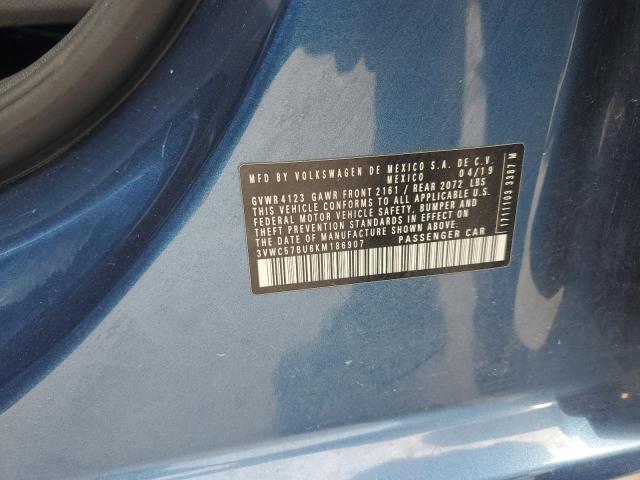 MFD BY VOLKSWAGEN DE MEXICO S.A. DE C.V.
MEXICO 04/19
GVWR 4123 GAWR FRONT 2161 / REAR 2072 LBS
THIS VEHICLE CONFORMS TO ALL APPLICABLE U.S.
FEDERAL MOTOR VEHICLE SAFETY, BUMPER AND
THEFT PREVENTION STANDARDS IN EFFECT ON
THE DATE OF MANUFACTURE SHOWN ABOVE
3VWC57BU6KM186907 PASSENGER CAR
1711103 3387 M